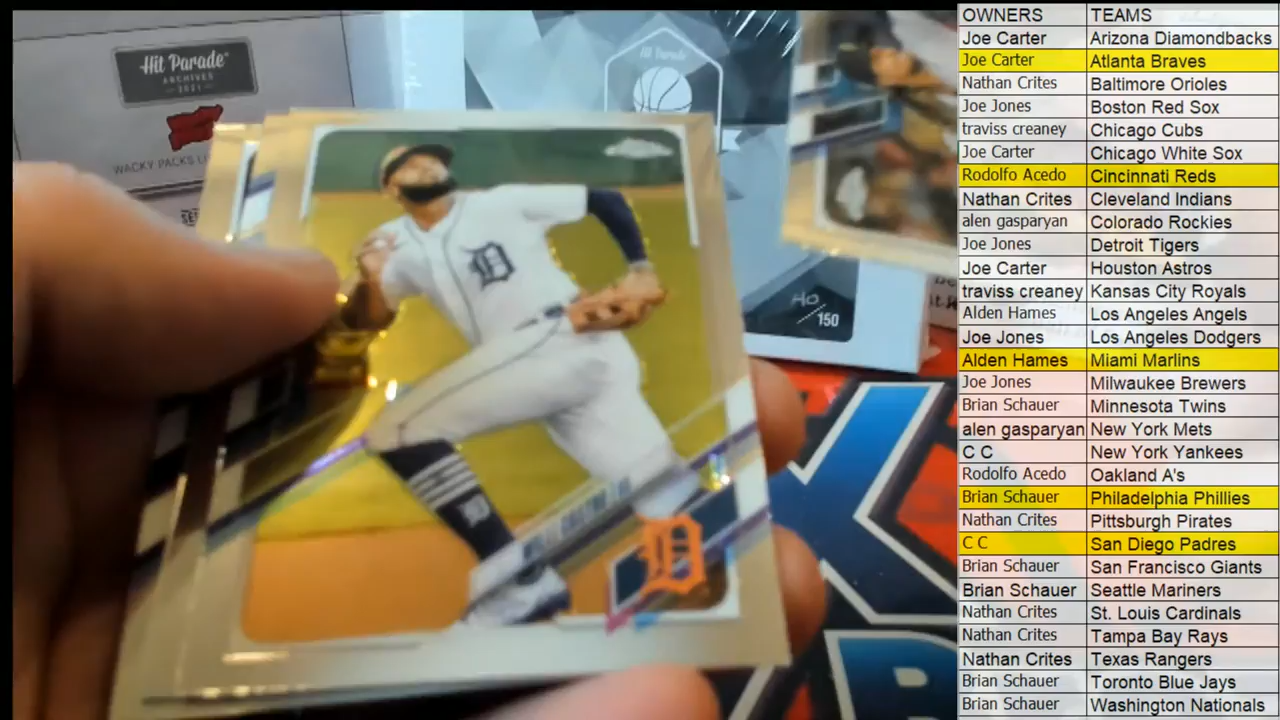 Hit Parade
ARCHIVES
2021
WACKY PACKS
Hit Parade
150
D
D
OWNERS TEAMS
Joe Carter Arizona Diamondbacks
Joe Carter Atlanta Braves
Nathan Crites Baltimore Orioles
Joe Jones Boston Red Sox
traviss creaney Chicago Cubs
Joe Carter Chicago White Sox
Rodolfo Acedo Cincinnati Reds
Nathan Crites Cleveland Indians
alen gasparyan Colorado Rockies
Joe Jones Detroit Tigers
Joe Carter Houston Astros
traviss creaney Kansas City Royals
Alden Hames Los Angeles Angels
Joe Jones Los Angeles Dodgers
Alden Hames Miami Marlins
Joe Jones Milwaukee Brewers
Brian Schauer Minnesota Twins
alen gasparyan New York Mets
C C New York Yankees
Rodolfo Acedo Oakland A's
Brian Schauer Philadelphia Phillies
Nathan Crites Pittsburgh Pirates
C C San Diego Padres
Brian Schauer San Francisco Giants
Brian Schauer Seattle Mariners
Nathan Crites St. Louis Cardinals
Nathan Crites Tampa Bay Rays
Nathan Crites Texas Rangers
Brian Schauer Toronto Blue Jays
Brian Schauer Washington Nationals